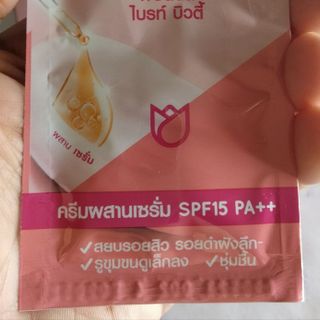 ไบรท์ บิวตี้
ผสาน เซรั่ม
ครีมผสานเซรั่ม SPF15 PA++
สยบรอยสิว รอยดำฝังลึก
รูขุมขนดูเล็กลง ชุ่มชื้น